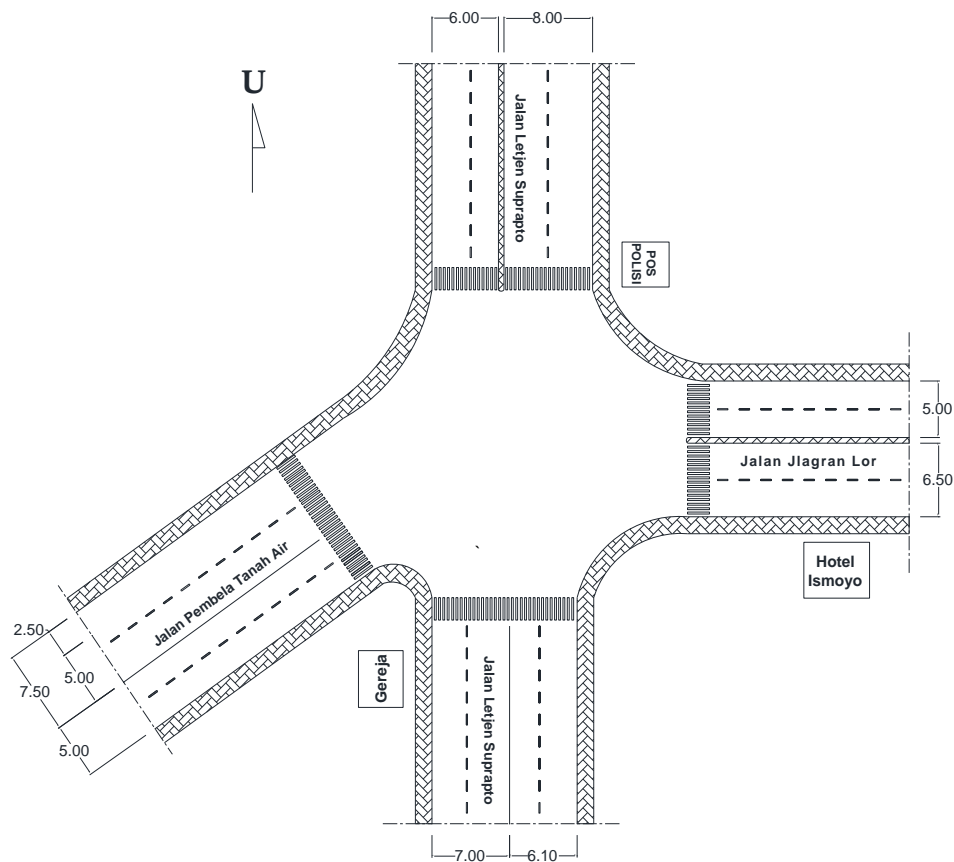 6.00
8.00
U
Jalan Letjen Suprapto
POS
POLISI
5.00
Jalan Jlagran Lor
6.50
Hotel
Ismoyo
Jalan Pembela Tanah Air
2.50
5.00
7.50
5.00
Gereja
Jalan Letjen Suprapto
7.00
6.10